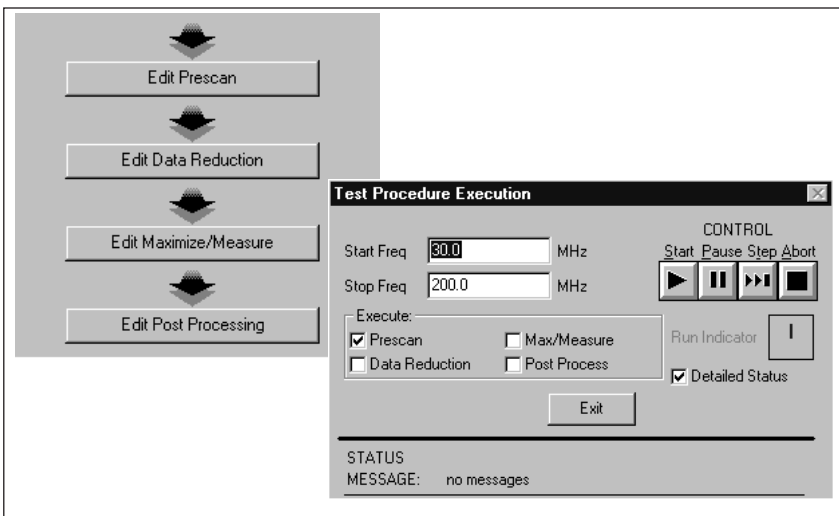 Edit Prescan
Edit Data Reduction
Edit Maximize/Measure
Edit Post Processing
Test Procedure Execution
CONTROL
Start Pause Step Abort
Start Freq 30.0 MHz
Stop Freq 200.0 MHz
Execute:
Prescan Max/Measure
Data Reduction Post Process
Run Indicator
Detailed Status
Exit
STATUS
MESSAGE: no messages